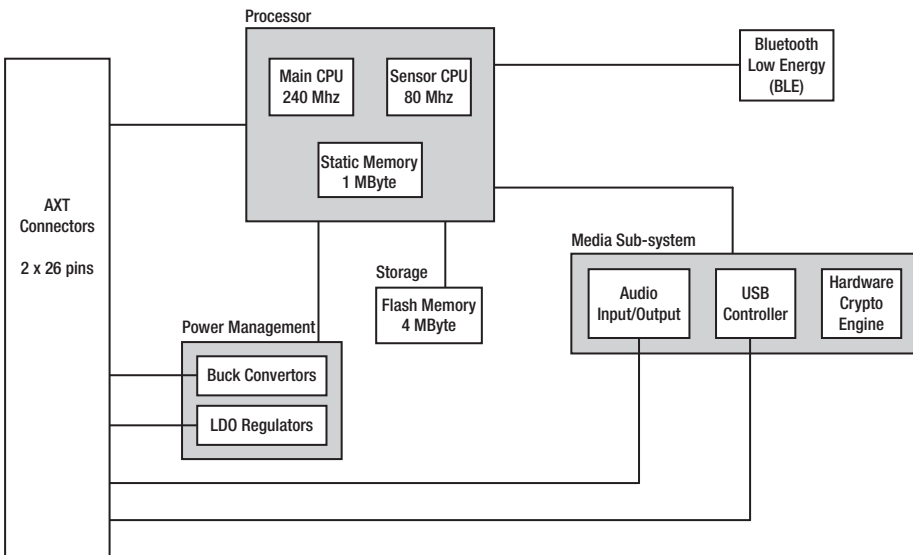 Processor
Main CPU
240 Mhz
Sensor CPU
80 Mhz
Static Memory
1 MByte
Bluetooth
Low Energy
(BLE)
AXT
Connectors
2 x 26 pins
Media Sub-system
Audio
Input/Output
USB
Controller
Hardware
Crypto
Engine
Storage
Flash Memory
4 MByte
Power Management
Buck Convertors
LDO Regulators